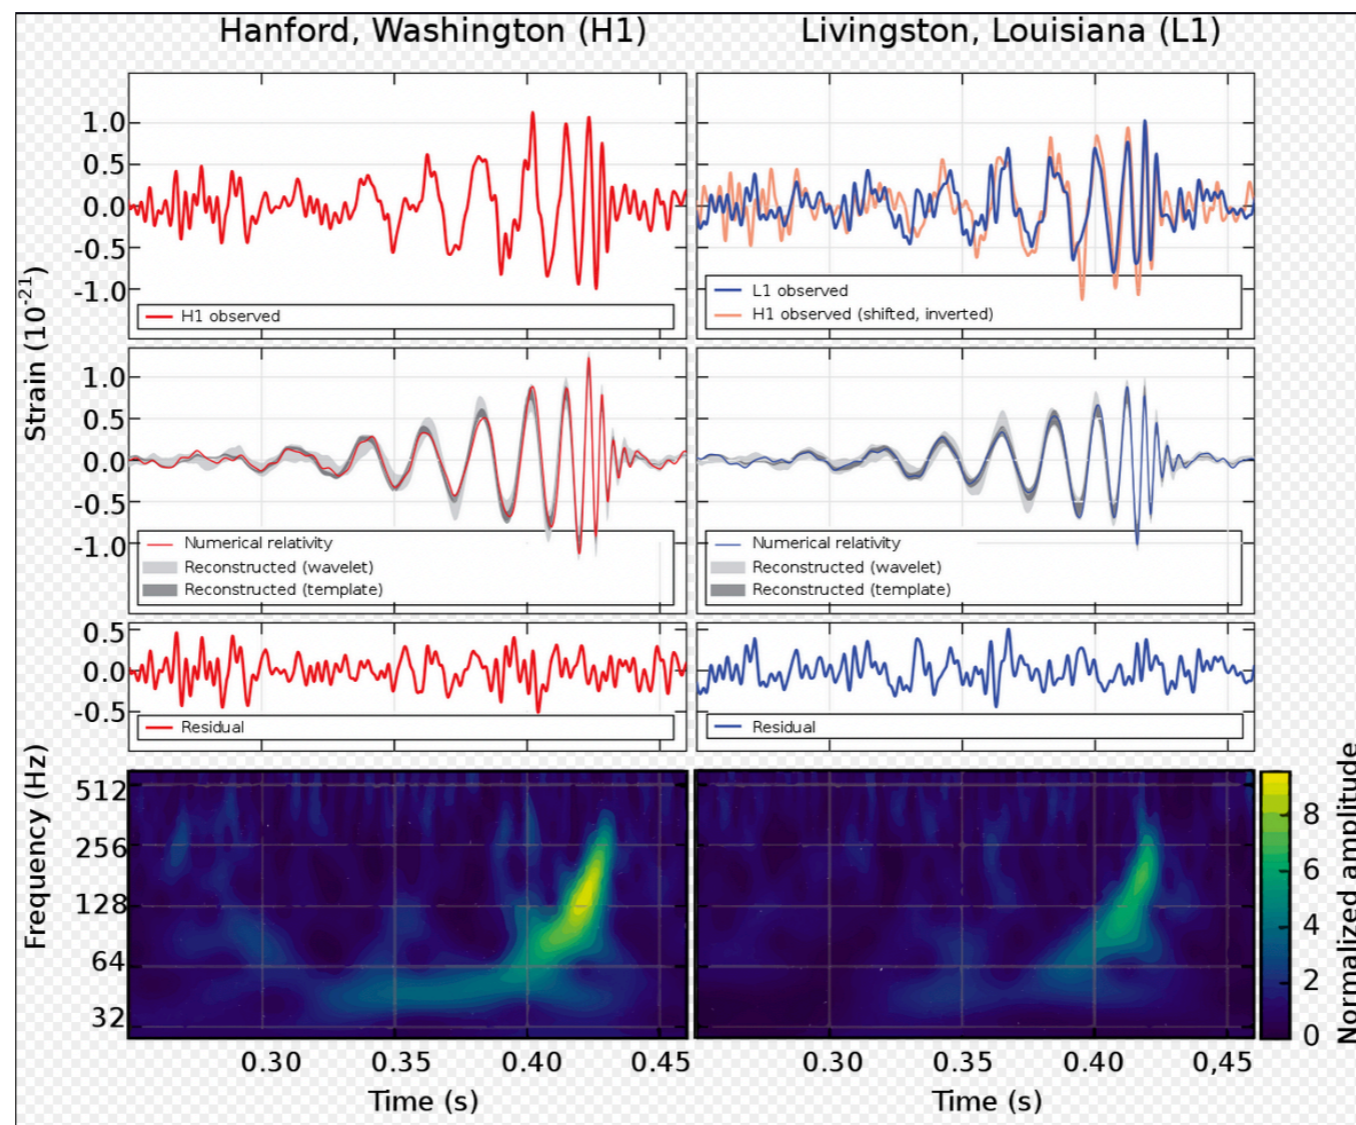 Hanford, Washington (H1)
Livingston, Louisiana (L1)
1.0
0.5
0.0
-0.5
-1.0
Strain (10-21)
H1 observed
L1 observed
H1 observed (shifted, inverted)
1.0
0.5
0.0
-0.5
-1.0
Numerical relativity
Reconstructed (wavelet)
Reconstructed (template)
Numerical relativity
Reconstructed (wavelet)
Reconstructed (template)
0.5
0.0
-0.5
Residual
Residual
Frequency (Hz)
512
256
128
64
32
Normalized amplitude
8
6
4
2
0
0.30
0.35
0.40
0.45
0.30
0.35
0.40
0,45
Time (s)
Time (s)